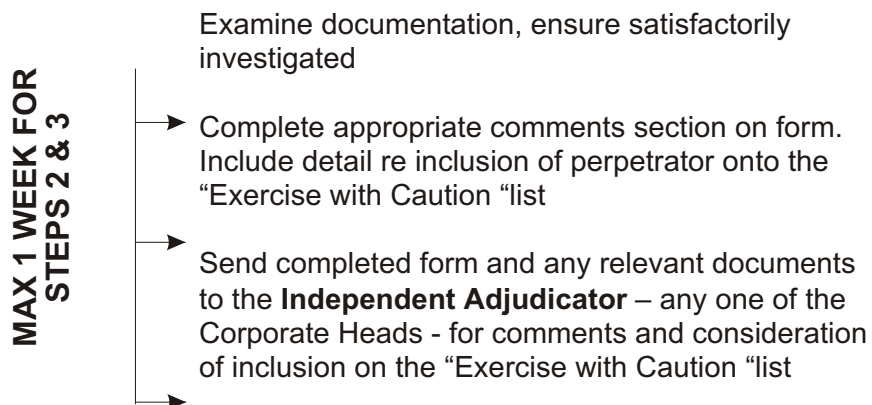 MAX 1 WEEK FOR
STEPS 2 & 3
Examine documentation, ensure satisfactorily
investigated
Complete appropriate comments section on form.
Include detail re inclusion of perpetrator onto the
“Exercise with Caution “list
Send completed form and any relevant documents
to the Independent Adjudicator – any one of the
Corporate Heads - for comments and consideration
of inclusion on the “Exercise with Caution “list